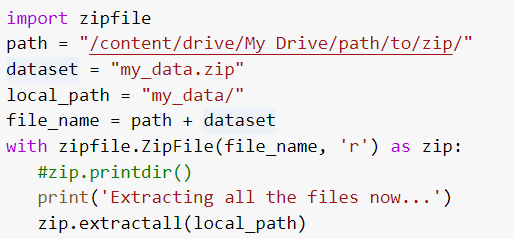 import zipfile
path = "/content/drive/My Drive/path/to/zip/"
dataset = "my_data.zip"
local_path = "my_data/"
file_name = path + dataset
with zipfile.ZipFile(file_name, 'r') as zip:
   #zip.printdir()
   print('Extracting all the files now...')
   zip.extractall(local_path)